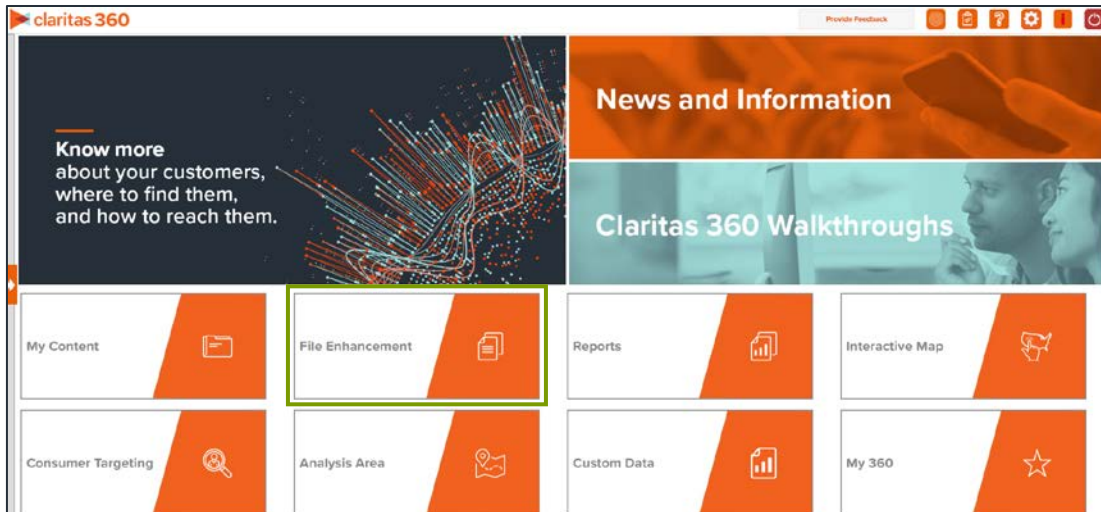 claritas 360
Provide Feedback
Know more
about your customers,
where to find them,
and how to reach them.
News and Information
Claritas 360 Walkthroughs
My Content
File Enhancement
Reports
Interactive Map
Consumer Targeting
Analysis Area
Custom Data
My 360